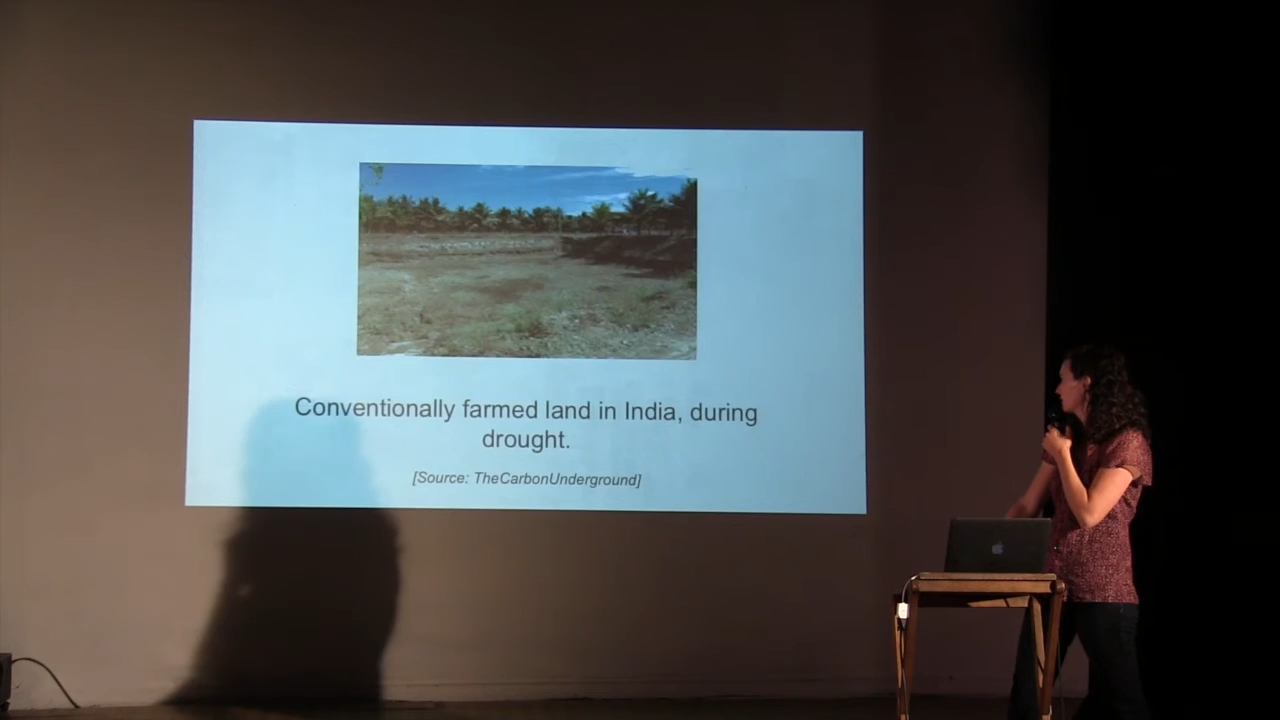 Conventionally farmed land in India, during
drought.
[Source: TheCarbonUnderground]